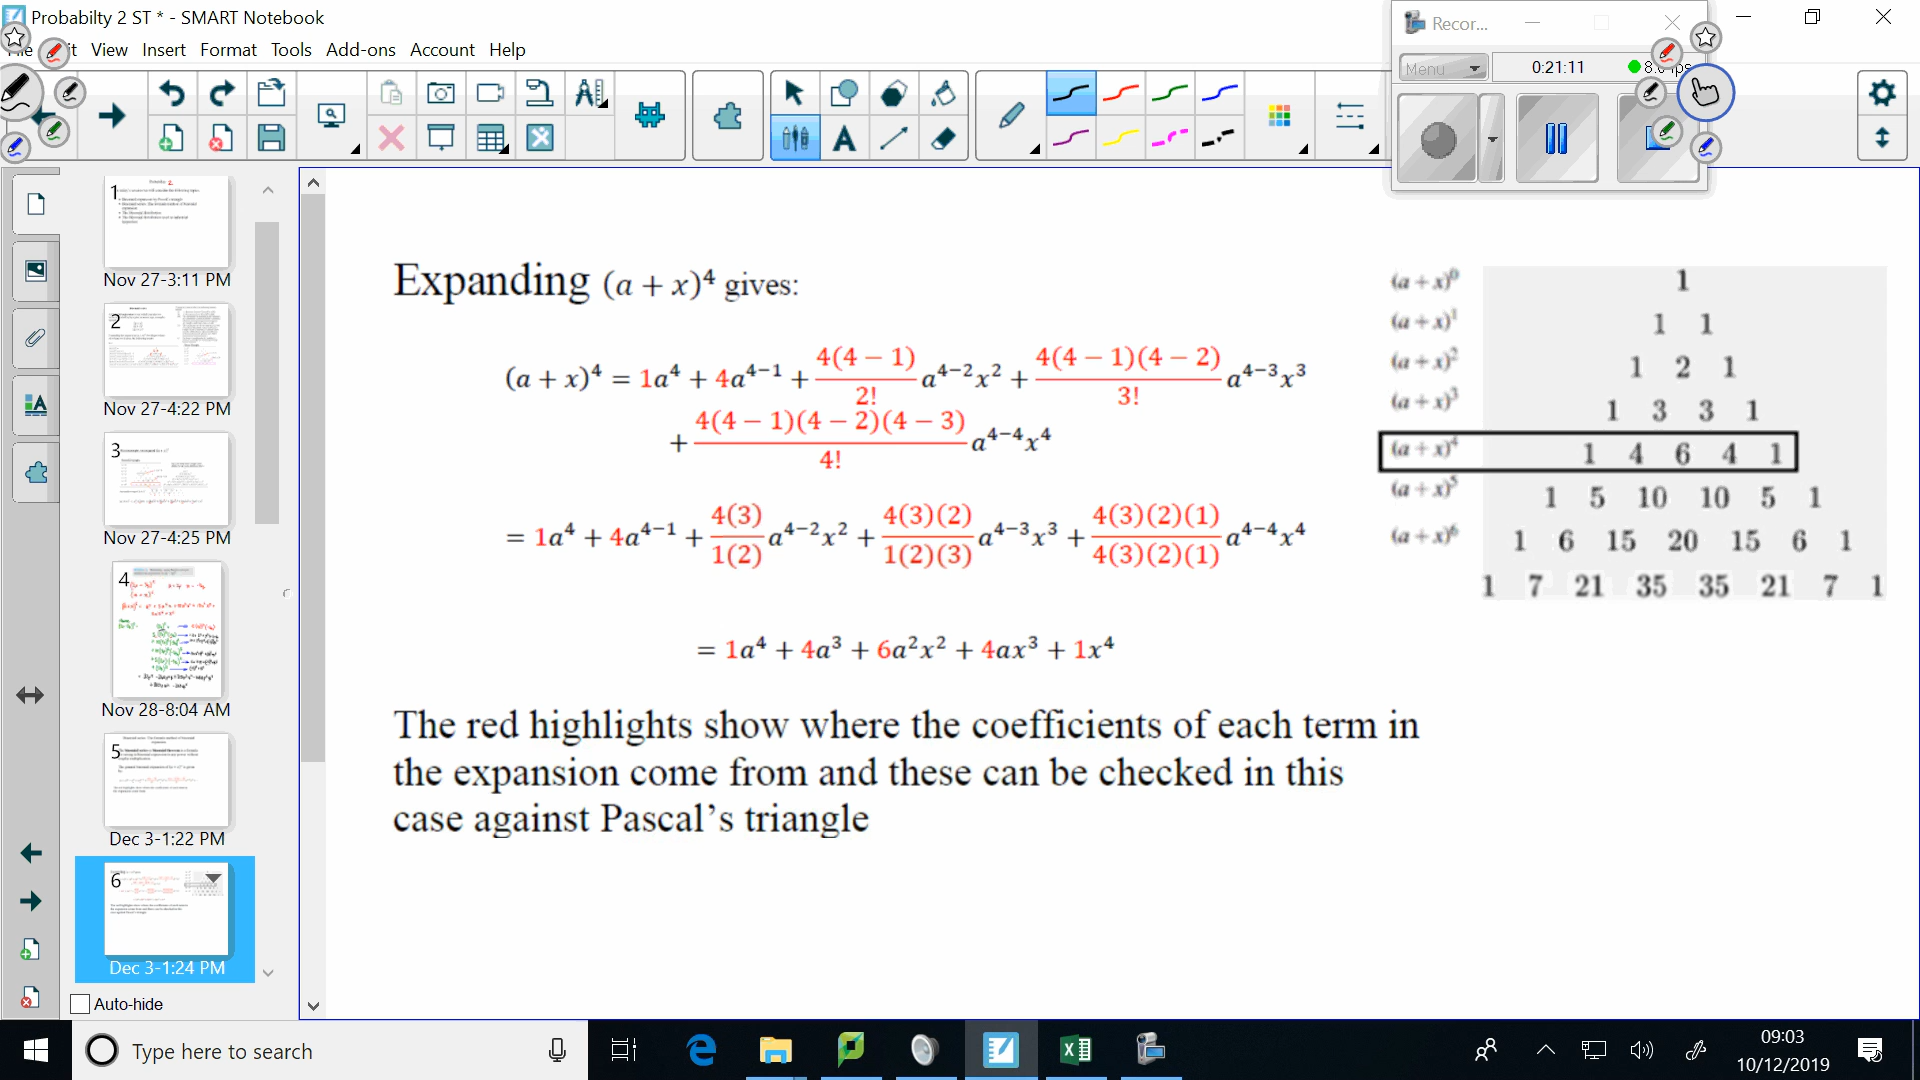 Probabilty 2 ST * - SMART Notebook
View Insert Format Tools Add-ons Account Help
Recor...
Menu
0:21:11
1
Nov 27-3:11 PM
2
Nov 27-4:22 PM
3
Nov 27-4:25 PM
4
Nov 28-8:04 AM
5
Dec 3-1:22 PM
6
Dec 3-1:24 PM
Auto-hide
Expanding (a + x)⁴ gives:
(a + x)⁴ = 1a⁴ + 4a⁴⁻¹ + 4(4 − 1)/2! a⁴⁻²x² + 4(4 − 1)(4 − 2)/3! a⁴⁻³x³
+ 4(4 − 1)(4 − 2)(4 − 3)/4! a⁴⁻⁴x⁴
= 1a⁴ + 4a⁴⁻¹ + 4(3)/1(2) a⁴⁻²x² + 4(3)(2)/1(2)(3) a⁴⁻³x³ + 4(3)(2)(1)/4(3)(2)(1) a⁴⁻⁴x⁴
= 1a⁴ + 4a³ + 6a²x² + 4ax³ + 1x⁴
The red highlights show where the coefficients of each term in
the expansion come from and these can be checked in this
case against Pascal's triangle
(a + x)⁰ 1
(a + x)¹ 1 1
(a + x)² 1 2 1
(a + x)³ 1 3 3 1
(a + x)⁴ 1 4 6 4 1
(a + x)⁵ 1 5 10 10 5 1
(a + x)⁶ 1 6 15 20 15 6 1
1 7 21 35 35 21 7 1
Type here to search
09:03
10/12/2019